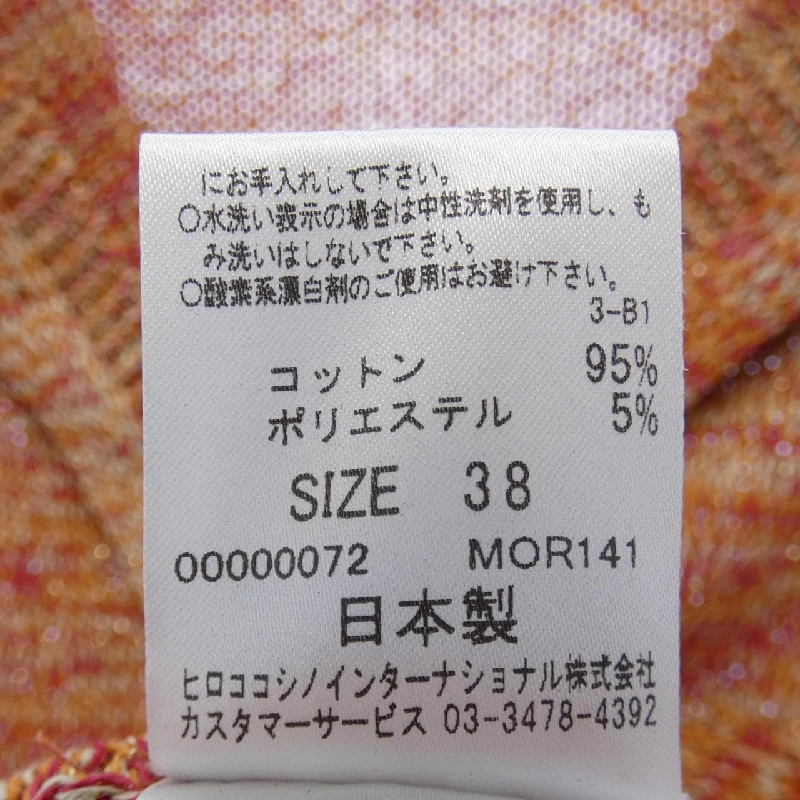 にお手入れして下さい。
○水洗い表示の場合は中性洗剤を使用し、も
み洗いはしないで下さい。
○酸素系漂白剤のご使用はお避け下さい。
3-B1
コットン 95%
ポリエステル 5%
SIZE 38
00000072 MOR141
日本製
ヒロココシノインターナショナル株式会社
カスタマーサービス 03-3478-4392